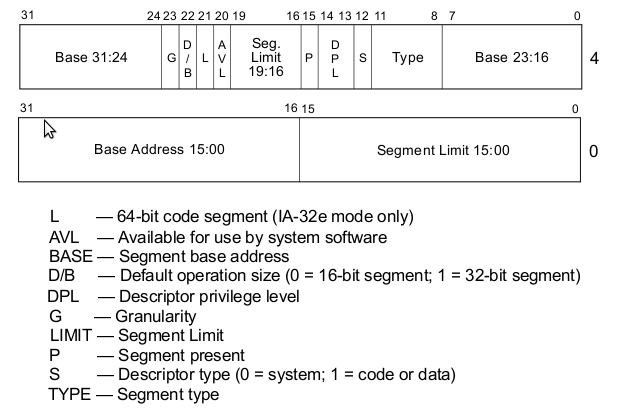 31 24 23 22 21 20 19 16 15 14 13 12 11 8 7 0
Base 31:24 G D/B L AVL Seg. Limit 19:16 P DPL S Type Base 23:16 4
31 16 15 0
Base Address 15:00 Segment Limit 15:00 0
L — 64-bit code segment (IA-32e mode only)
AVL — Available for use by system software
BASE — Segment base address
D/B — Default operation size (0 = 16-bit segment; 1 = 32-bit segment)
DPL — Descriptor privilege level
G — Granularity
LIMIT — Segment Limit
P — Segment present
S — Descriptor type (0 = system; 1 = code or data)
TYPE — Segment type